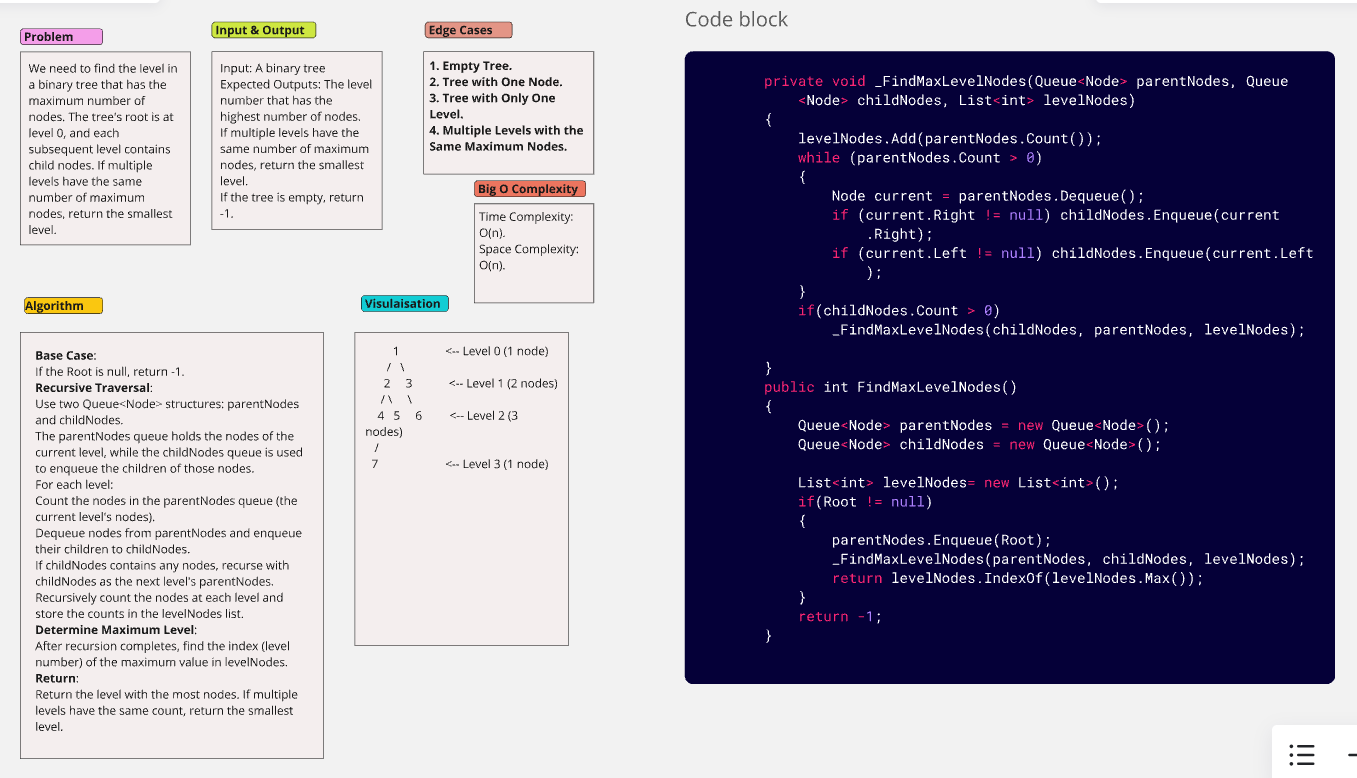 Problem
We need to find the level in
a binary tree that has the
maximum number of
nodes. The tree's root is at
level 0, and each
subsequent level contains
child nodes. If multiple
levels have the same
number of maximum
nodes, return the smallest
level.
Input & Output
Input: A binary tree
Expected Outputs: The level
number that has the
highest number of nodes.
If multiple levels have the
same number of maximum
nodes, return the smallest
level.
If the tree is empty, return
-1.
Edge Cases
1. Empty Tree.
2. Tree with One Node.
3. Tree with Only One
Level.
4. Multiple Levels with the
Same Maximum Nodes.
Big O Complexity
Time Complexity:
O(n).
Space Complexity:
O(n).
Algorithm
Base Case:
If the Root is null, return -1.
Recursive Traversal:
Use two Queue<Node> structures: parentNodes
and childNodes.
The parentNodes queue holds the nodes of the
current level, while the childNodes queue is used
to enqueue the children of those nodes.
For each level:
Count the nodes in the parentNodes queue (the
current level's nodes).
Dequeue nodes from parentNodes and enqueue
their children to childNodes.
If childNodes contains any nodes, recurse with
childNodes as the next level's parentNodes.
Recursively count the nodes at each level and
store the counts in the levelNodes list.
Determine Maximum Level:
After recursion completes, find the index (level
number) of the maximum value in levelNodes.
Return:
Return the level with the most nodes. If multiple
levels have the same count, return the smallest
level.
Visulaisation
1 <-- Level 0 (1 node)
/ \
2 3 <-- Level 1 (2 nodes)
/ \ \
4 5 6 <-- Level 2 (3
nodes)
/
7 <-- Level 3 (1 node)
Code block
private void _FindMaxLevelNodes(Queue<Node> parentNodes, Queue
<Node> childNodes, List<int> levelNodes)
{
levelNodes.Add(parentNodes.Count());
while (parentNodes.Count > 0)
{
Node current = parentNodes.Dequeue();
if (current.Right != null) childNodes.Enqueue(current
.Right);
if (current.Left != null) childNodes.Enqueue(current.Left
);
}
if(childNodes.Count > 0)
_FindMaxLevelNodes(childNodes, parentNodes, levelNodes);
}
public int FindMaxLevelNodes()
{
Queue<Node> parentNodes = new Queue<Node>();
Queue<Node> childNodes = new Queue<Node>();
List<int> levelNodes= new List<int>();
if(Root != null)
{
parentNodes.Enqueue(Root);
_FindMaxLevelNodes(parentNodes, childNodes, levelNodes);
return levelNodes.IndexOf(levelNodes.Max());
}
return -1;
}